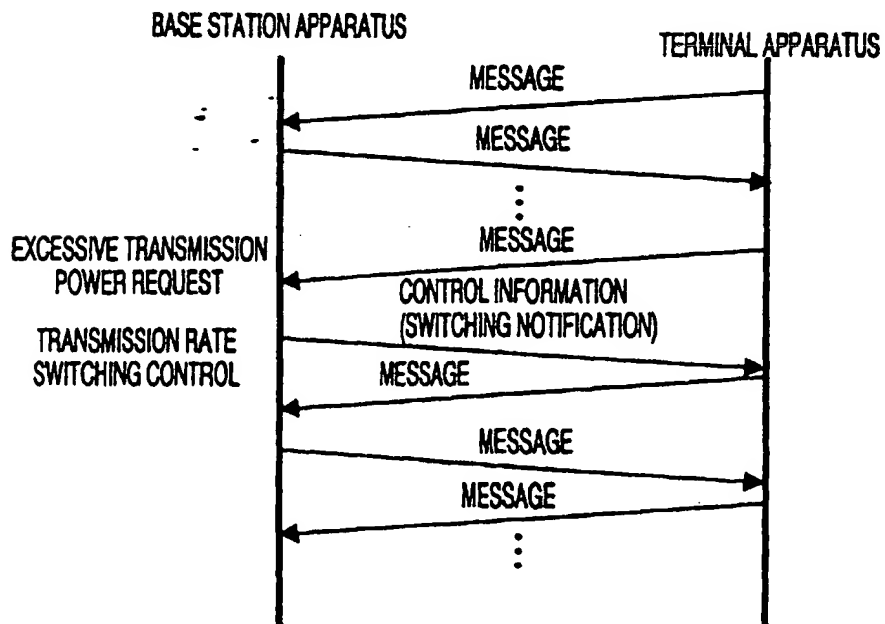 BASE STATION APPARATUS
TERMINAL APPARATUS
MESSAGE
MESSAGE
MESSAGE
EXCESSIVE TRANSMISSION
POWER REQUEST
CONTROL INFORMATION
(SWITCHING NOTIFICATION)
TRANSMISSION RATE
SWITCHING CONTROL
MESSAGE
MESSAGE
MESSAGE